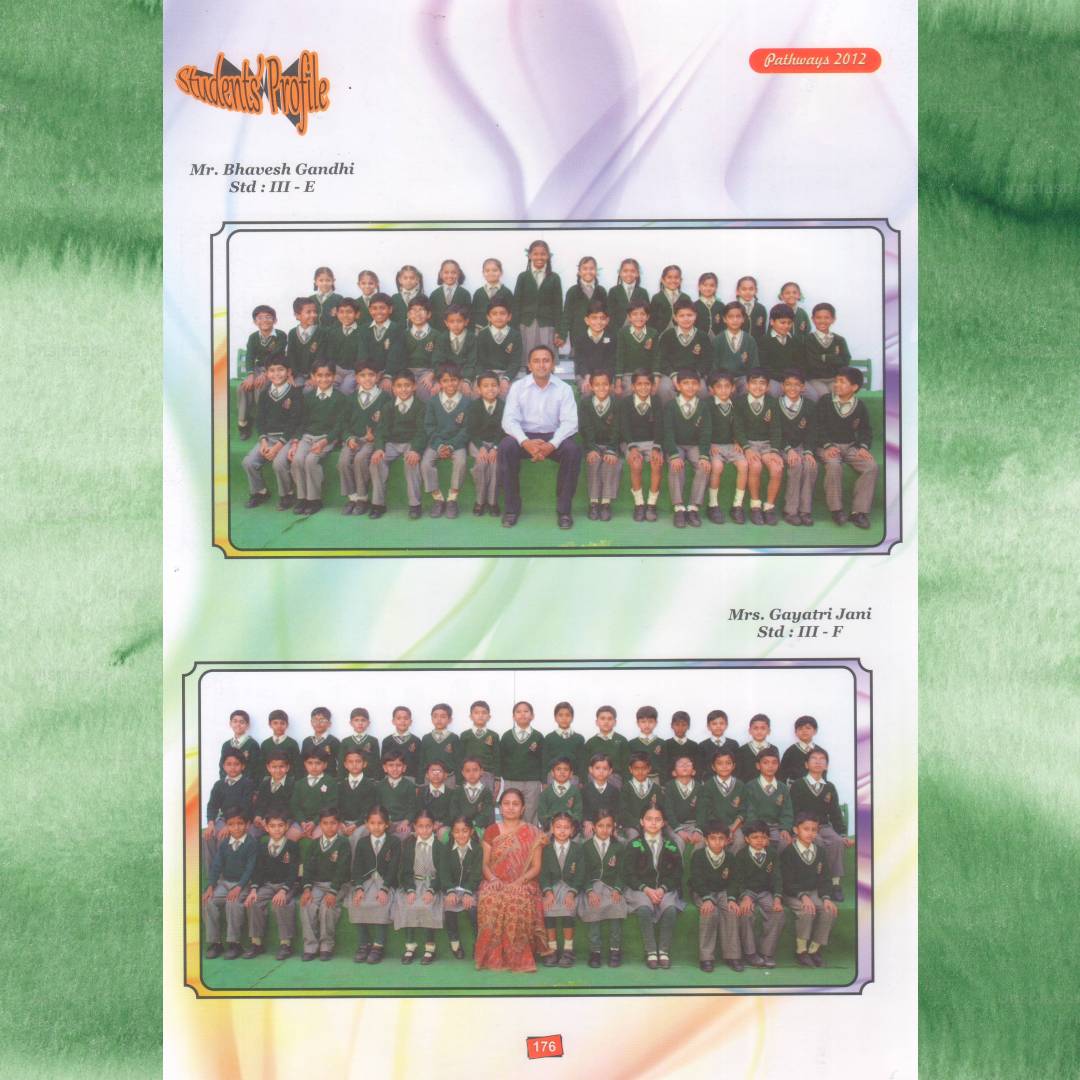 Students' Profile
Pathways 2012
Mr. Bhavesh Gandhi
Std : III - E
Mrs. Gayatri Jani
Std : III - F
176